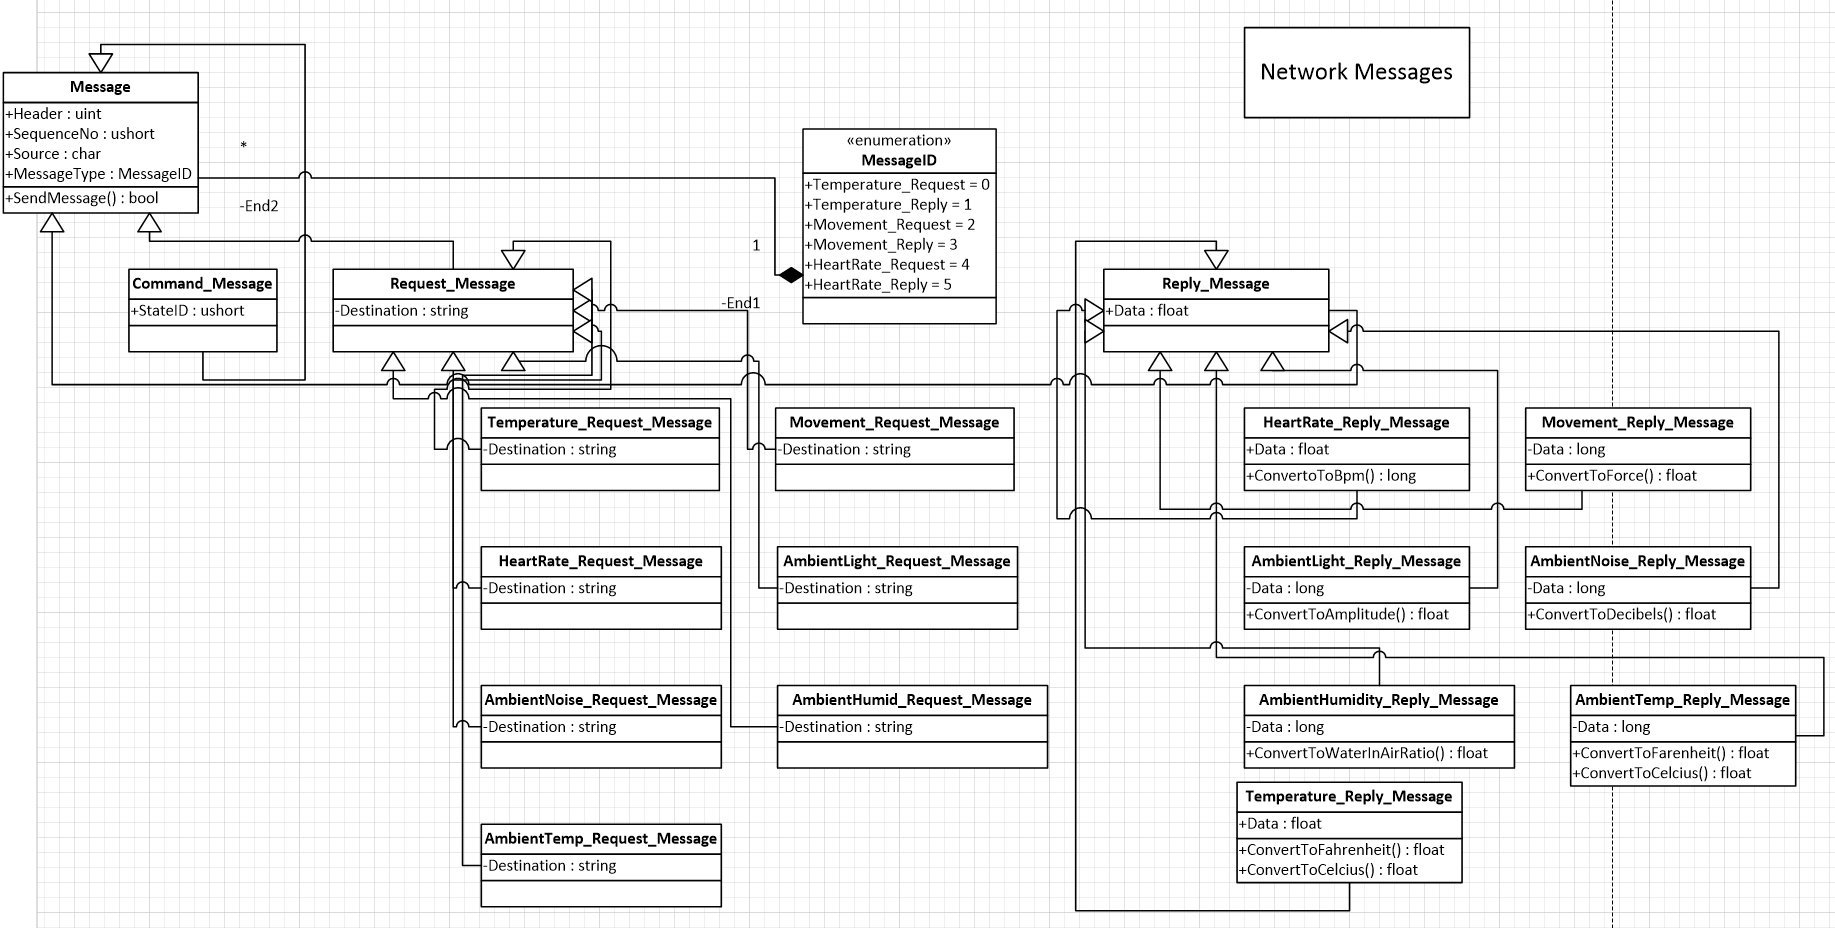 Network Messages
Message
+Header : uint
+SequenceNo : ushort
+Source : char
+MessageType : MessageID
+SendMessage() : bool
*
-End2
1
-End1
«enumeration»
MessageID
+Temperature_Request = 0
+Temperature_Reply = 1
+Movement_Request = 2
+Movement_Reply = 3
+HeartRate_Request = 4
+HeartRate_Reply = 5
Command_Message
+StateID : ushort
Request_Message
-Destination : string
Reply_Message
+Data : float
Temperature_Request_Message
-Destination : string
Movement_Request_Message
-Destination : string
HeartRate_Reply_Message
+Data : float
+ConvertoToBpm() : long
Movement_Reply_Message
-Data : long
+ConvertToForce() : float
HeartRate_Request_Message
-Destination : string
AmbientLight_Request_Message
-Destination : string
AmbientLight_Reply_Message
-Data : long
+ConvertToAmplitude() : float
AmbientNoise_Reply_Message
-Data : long
+ConvertToDecibels() : float
AmbientNoise_Request_Message
-Destination : string
AmbientHumid_Request_Message
-Destination : string
AmbientHumidity_Reply_Message
-Data : long
+ConvertToWaterInAirRatio() : float
AmbientTemp_Reply_Message
-Data : long
+ConvertToFarenheit() : float
+ConvertToCelcius() : float
Temperature_Reply_Message
+Data : float
+ConvertToFahrenheit() : float
+ConvertToCelcius() : float
AmbientTemp_Request_Message
-Destination : string